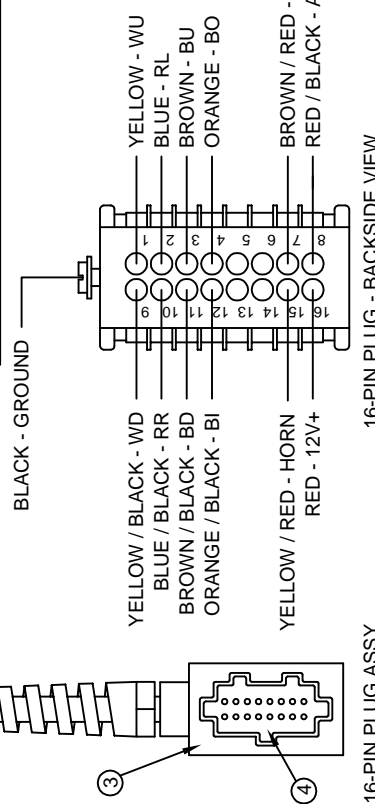 BLACK - GROUND
YELLOW / BLACK - WD
BLUE / BLACK - RR
BROWN / BLACK - BD
ORANGE / BLACK - BI
YELLOW / RED - HORN
RED - 12V+
9
10
11
12
13
14
15
16
1
2
3
4
5
6
7
8
YELLOW - WU
BLUE - RL
BROWN - BU
ORANGE - BO
BROWN / RED -
RED / BLACK -
3
4
16-PIN PLUG ASSY
16-PIN PLUG - BACKSIDE VIEW